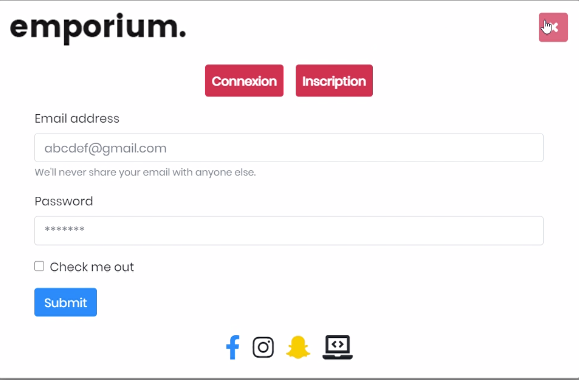 emporium.
Connexion Inscription
Email address
abcdef@gmail.com
We'll never share your email with anyone else.
Password
*******
Check me out
Submit